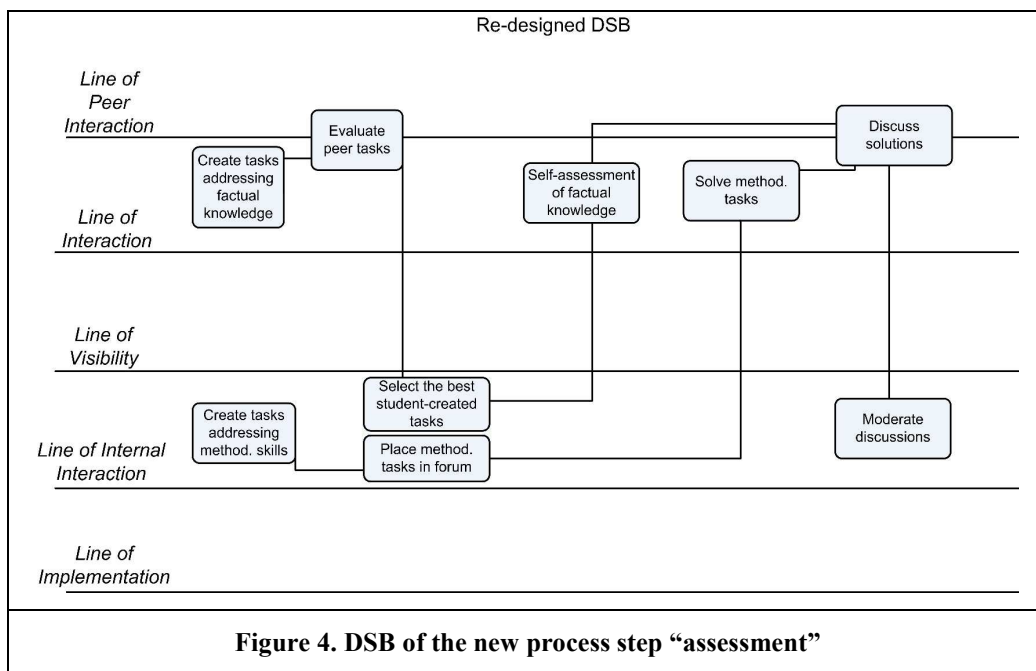 Re-designed DSB
Line of
Peer
Interaction
Evaluate
peer tasks
Discuss
solutions
Create tasks
addressing
factual
knowledge
Self-assessment
of factual
knowledge
Solve method.
tasks
Line of
Interaction
Line of
Visibility
Select the best
student-created
tasks
Create tasks
addressing
method. skills
Place method.
tasks in forum
Moderate
discussions
Line of Internal
Interaction
Line of
Implementation
Figure 4. DSB of the new process step “assessment”